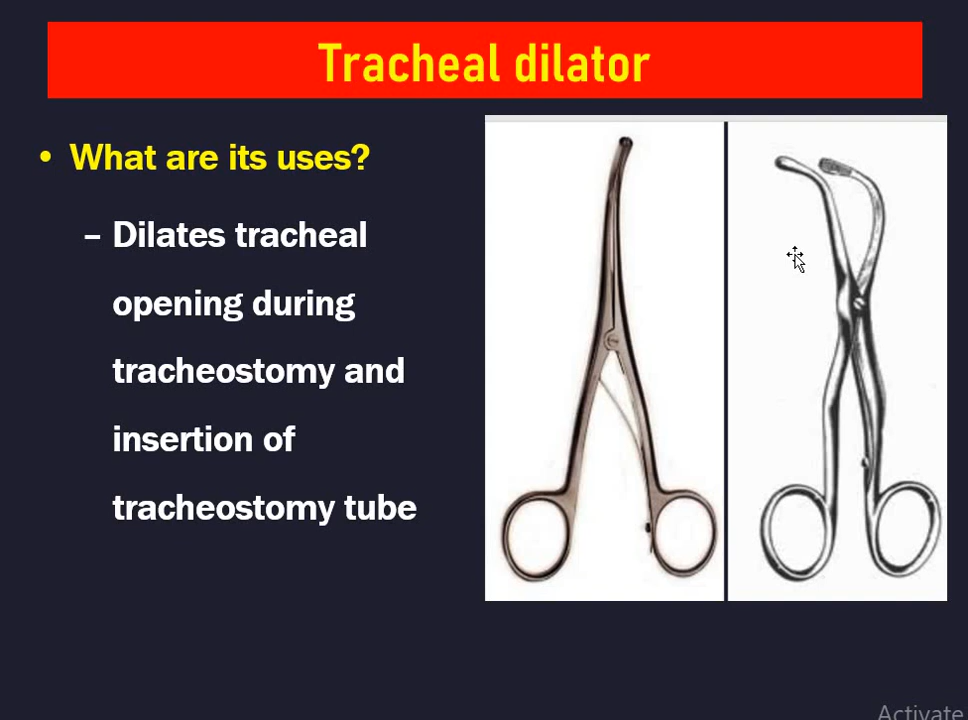 Tracheal dilator
• What are its uses?
– Dilates tracheal
opening during
tracheostomy and
insertion of
tracheostomy tube
Activate